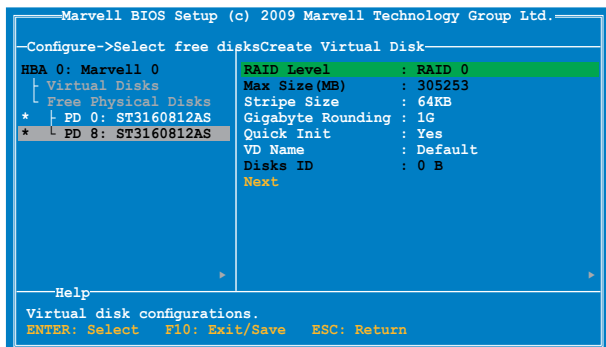 Marvell BIOS Setup (c) 2009 Marvell Technology Group Ltd.
Configure->Select free disksCreate Virtual Disk
HBA 0: Marvell 0
Virtual Disks
Free Physical Disks
* PD 0: ST3160812AS
* PD 8: ST3160812AS
RAID Level : RAID 0
Max Size(MB) : 305253
Stripe Size : 64KB
Gigabyte Rounding : 1G
Quick Init : Yes
VD Name : Default
Disks ID : 0 B
Next
Help
Virtual disk configurations.
ENTER: Select F10: Exit/Save ESC: Return